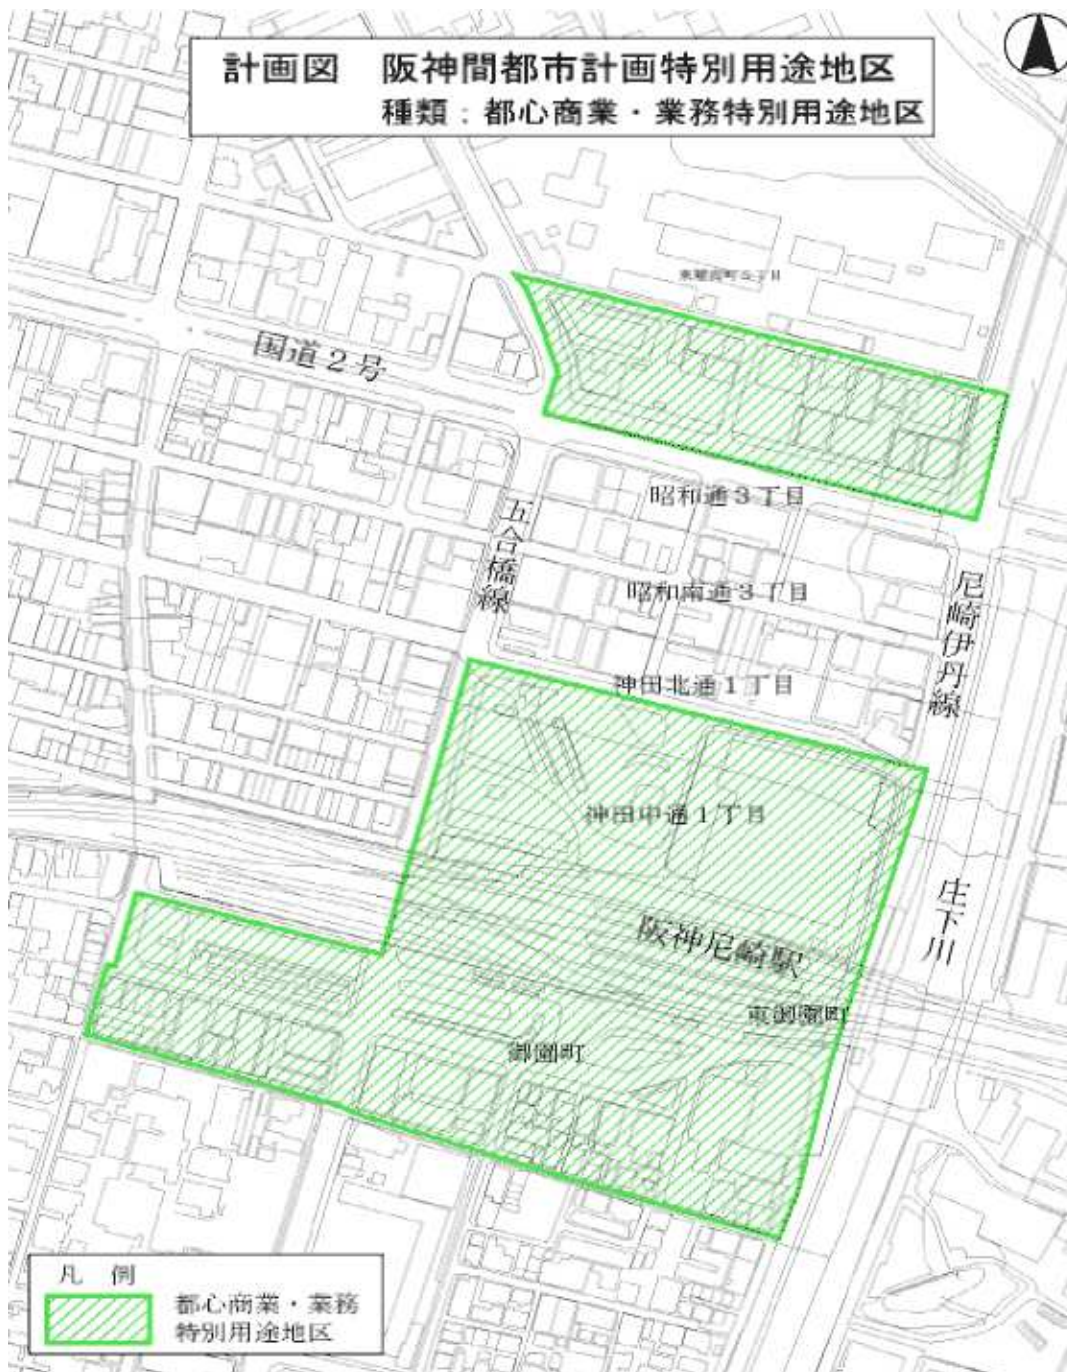 計画図 阪神間都市計画特別用途地区
種類：都心商業・業務特別用途地区
国道２号
昭和通３丁目
五合橋線
昭和南通３丁目
尼崎伊丹線
神田北通１丁目
神田中通１丁目
庄下川
阪神尼崎駅
東御園町
御園町
凡 例
都心商業・業務
特別用途地区